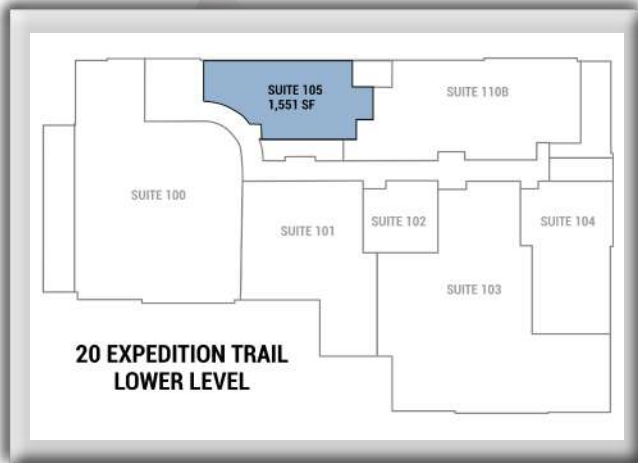 SUITE 105
1,551 SF
SUITE 110B
SUITE 100
SUITE 101
SUITE 102
SUITE 104
SUITE 103
20 EXPEDITION TRAIL
LOWER LEVEL